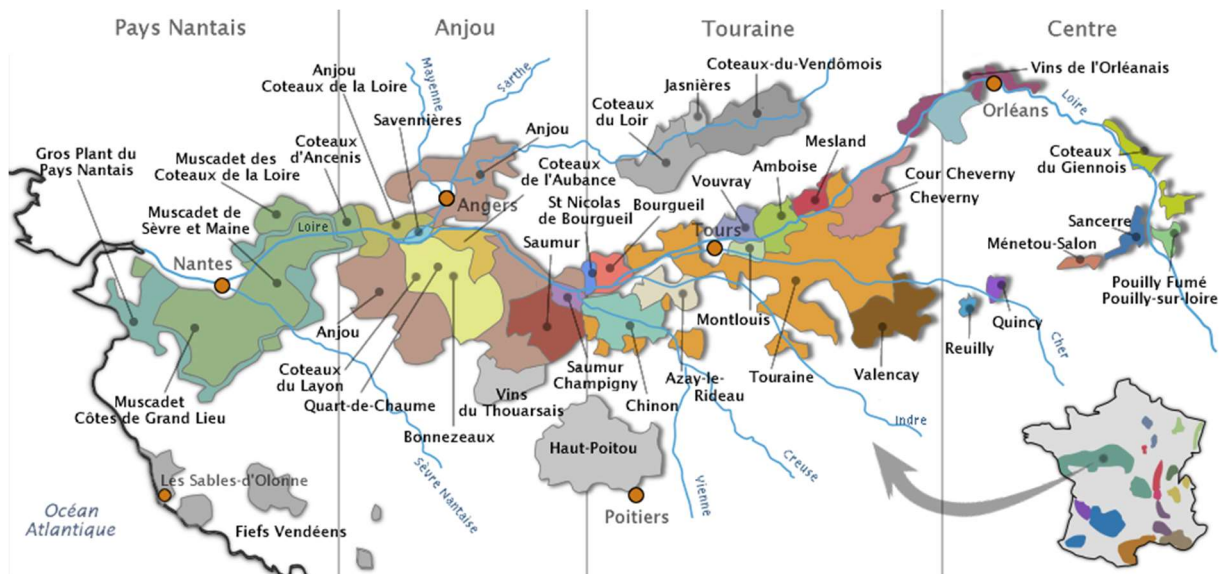 Pays Nantais
Anjou
Touraine
Centre
Gros Plant du
Pays Nantais
Muscadet des
Coteaux de la Loire
Muscadet de
Sèvre et Maine
Coteaux
d'Ancenis
Anjou
Coteaux de la Loire
Savennières
Mayenne
Sarthe
Anjou
Coteaux
de l'Aubance
St Nicolas
de Bourgueil
Saumur
Bourgueil
Coteaux
du Loir
Jasnières
Coteaux-du-Vendômois
Vouvray
Amboise
Mesland
Cour Cheverny
Cheverny
Vins de l'Orléanais
Orléans
Loire
Coteaux
du Giennois
Sancerre
Ménetou-Salon
Pouilly Fumé
Pouilly-sur-loire
Quincy
Reuilly
Cher
Loire
Nantes
Angers
Tours
Montlouis
Muscadet
Côtes de Grand Lieu
Anjou
Coteaux
du Layon
Quart-de-Chaume
Bonnezeaux
Vins
du Thouarsais
Saumur
Champigny
Chinon
Azay-le-
Rideau
Touraine
Valencay
Indre
Creuse
Vienne
Haut-Poitou
Poitiers
Sèvre Nantaise
Les Sables-d'Olonne
Fiefs Vendéens
Océan
Atlantique